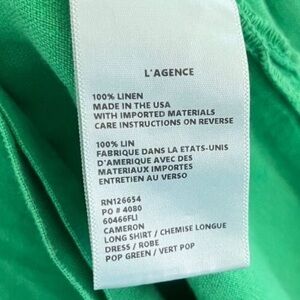 L'AGENCE
100% LINEN
MADE IN THE USA
WITH IMPORTED MATERIALS
CARE INSTRUCTIONS ON REVERSE
100% LIN
FABRIQUE DANS LA ETATS-UNIS
D'AMERIQUE AVEC DES
MATERIAUX IMPORTES
ENTRETIEN AU VERSO
RN126654
PO # 4080
60466FLI
CAMERON
LONG SHIRT / CHEMISE LONGUE
DRESS / ROBE
POP GREEN / VERT POP